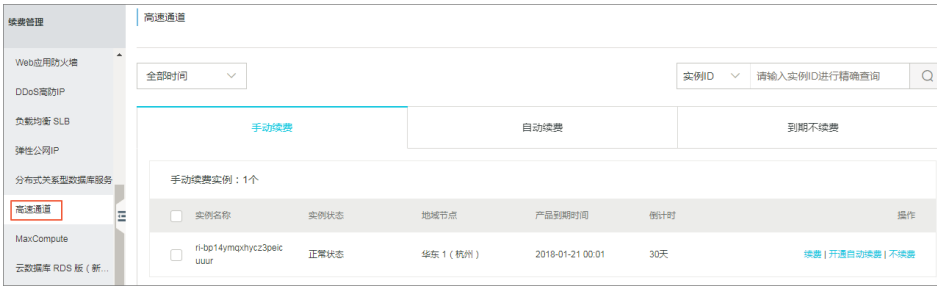 续费管理
高速通道
Web应用防火墙
DDoS高防IP
负载均衡 SLB
弹性公网IP
分布式关系型数据库服务
高速通道
MaxCompute
云数据库 RDS 版（新...
全部时间
实例ID 请输入实例ID进行精确查询
手动续费 自动续费 到期不续费
手动续费实例：1个
实例名称 实例状态 地域节点 产品到期时间 倒计时 操作
ri-bp14ymqxhycz3peic
uuur
正常状态 华东 1（杭州） 2018-01-21 00:01 30天 续费 | 开通自动续费 | 不续费